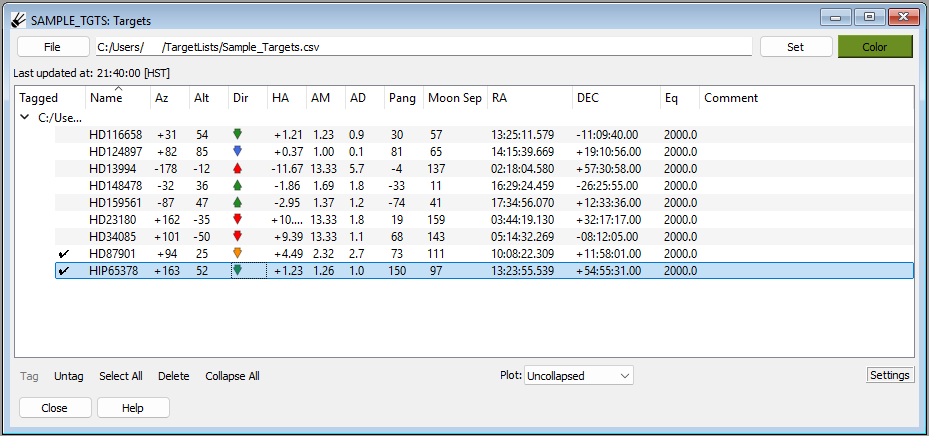 SAMPLE_TGTS: Targets
File C:/Users/ /TargetLists/Sample_Targets.csv Set Color
Last updated at: 21:40:00 [HST]
Tagged Name Az Alt Dir HA AM AD Pang Moon Sep RA DEC Eq Comment
C:/Use...
HD116658 +31 54 +1.21 1.23 0.9 30 57 13:25:11.579 -11:09:40.00 2000.0
HD124897 +82 85 +0.37 1.00 0.1 81 65 14:15:39.669 +19:10:56.00 2000.0
HD13994 -178 -12 -11.67 13.33 5.7 -4 137 02:18:04.580 +57:30:58.00 2000.0
HD148478 -32 36 -1.86 1.69 1.8 -33 11 16:29:24.459 -26:25:55.00 2000.0
HD159561 -87 47 -2.95 1.37 1.2 -74 41 17:34:56.070 +12:33:36.00 2000.0
HD23180 +162 -35 +10.... 13.33 1.8 19 159 03:44:19.130 +32:17:17.00 2000.0
HD34085 +101 -50 +9.39 13.33 1.1 68 143 05:14:32.269 -08:12:05.00 2000.0
✔ HD87901 +94 25 +4.49 2.32 2.7 73 111 10:08:22.309 +11:58:01.00 2000.0
✔ HIP65378 +163 52 +1.23 1.26 1.0 150 97 13:23:55.539 +54:55:31.00 2000.0
Tag Untag Select All Delete Collapse All Plot: Uncollapsed Settings
Close Help